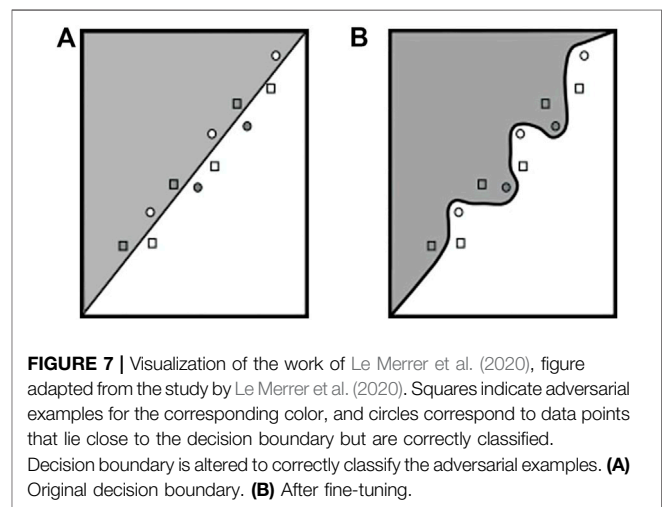 A
B
FIGURE 7 | Visualization of the work of Le Merrer et al. (2020), figure
adapted from the study by Le Merrer et al. (2020). Squares indicate adversarial
examples for the corresponding color, and circles correspond to data points
that lie close to the decision boundary but are correctly classified.
Decision boundary is altered to correctly classify the adversarial examples. (A)
Original decision boundary. (B) After fine-tuning.